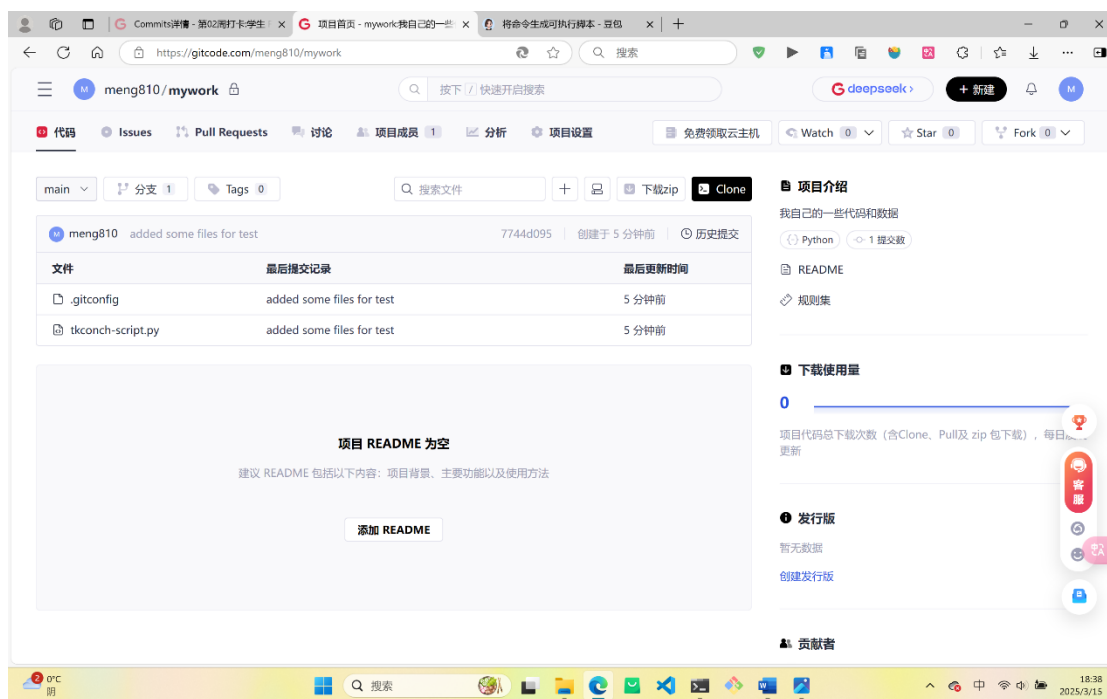 Commits详情 - 第02周打卡:学生
项目首页 - mywork:我自己的一些
将命令生成可执行脚本 - 豆包
https://gitcode.com/meng810/mywork
搜索
M meng810/mywork
按下 / 快速开启搜索
deepseek
+ 新建
M
代码 Issues Pull Requests 讨论 项目成员 1 分析 项目设置
免费领取云主机 Watch 0 Star 0 Fork 0
main 分支 1 Tags 0 搜索文件 下载zip Clone
M meng810 added some files for test 7744d095 创建于 5 分钟前 历史提交
文件 最后提交记录 最后更新时间
.gitconfig added some files for test 5 分钟前
tkconch-script.py added some files for test 5 分钟前
项目 README 为空
建议 README 包括以下内容：项目背景、主要功能以及使用方法
添加 README
项目介绍
我自己的一些代码和数据
Python 1 提交数
README
规则集
下载使用量
0
项目代码总下载次数（含Clone、Pull及 zip 包下载），每日
更新
发行版
暂无数据
创建发行版
贡献者
客服
2
0°C
阴
搜索
中
18:38
2025/3/15